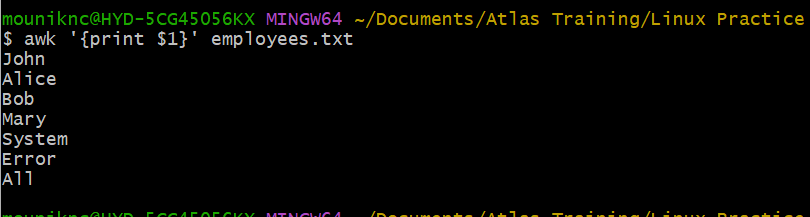 mouniknc@HYD-5CG45056KX MINGW64 ~/Documents/Atlas Training/Linux Practice
$ awk '{print $1}' employees.txt
John
Alice
Bob
Mary
System
Error
All
mouniknc@HYD-5CG45056KX MINGW64 ~/Documents/Atlas Training/Linux Practice